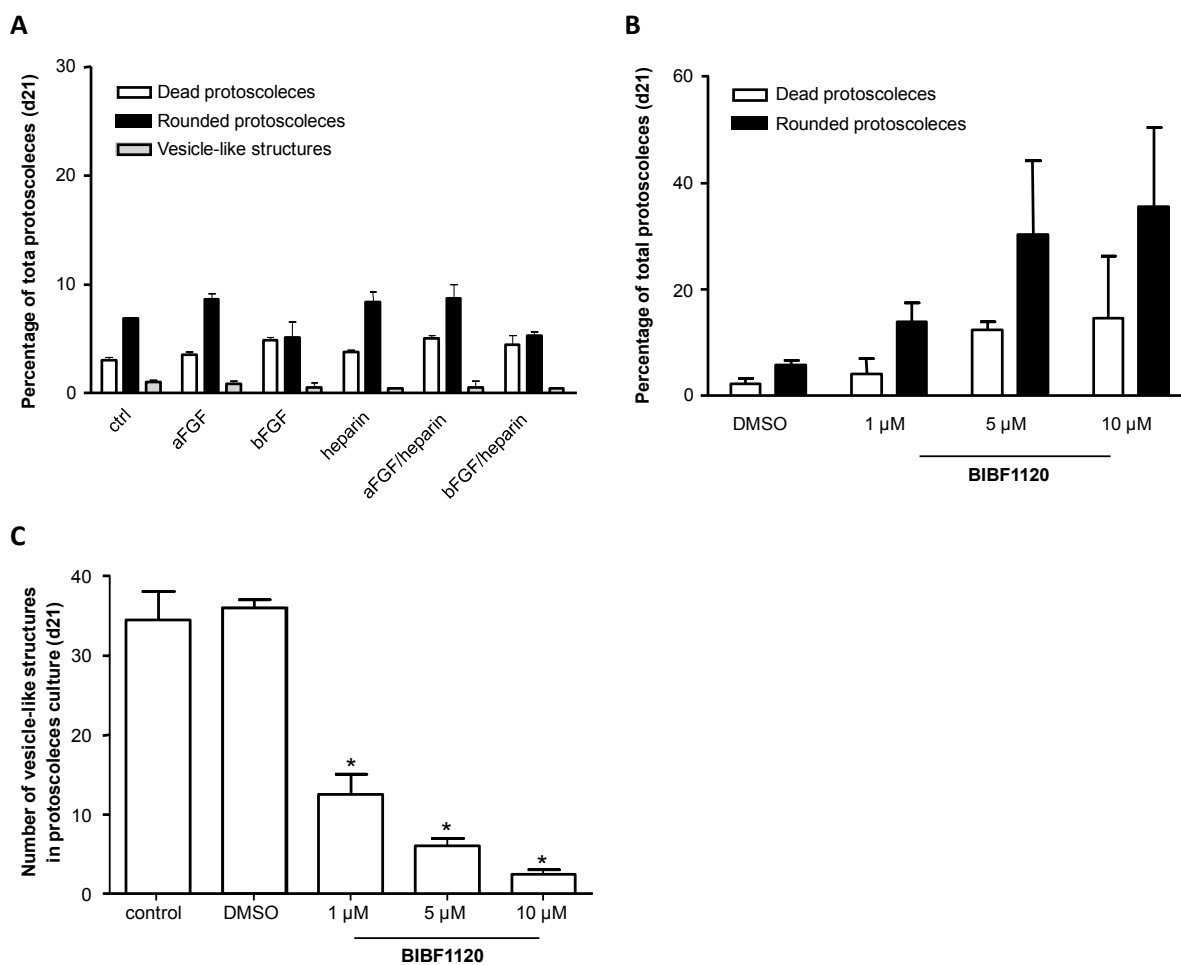 A
Percentage of tota protoscoleces (d21)
30
20
10
0
Dead protoscoleces
Rounded protoscoleces
Vesicle-like structures
ctrl
aFGF
bFGF
heparin
aFGF/heparin
bFGF/heparin
B
Percentage of total protoscoleces (d21)
60
40
20
0
Dead protoscoleces
Rounded protoscoleces
DMSO
1 µM
5 µM
10 µM
BIBF1120
C
Number of vesicle-like structures
in protoscoleces culture (d21)
40
30
20
10
0
*
*
*
control
DMSO
1 µM
5 µM
10 µM
BIBF1120